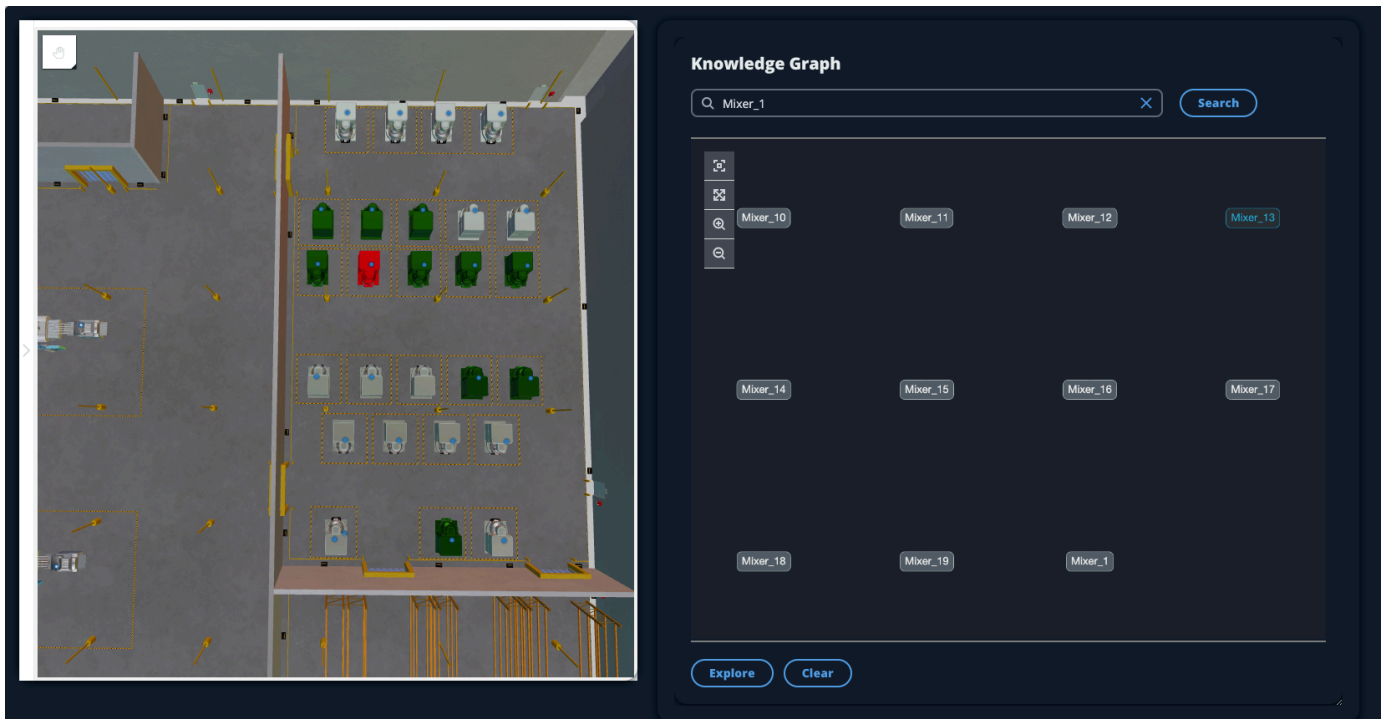 Knowledge Graph
Mixer_1
Search
Mixer_10 Mixer_11 Mixer_12 Mixer_13
Mixer_14 Mixer_15 Mixer_16 Mixer_17
Mixer_18 Mixer_19 Mixer_1
Explore Clear